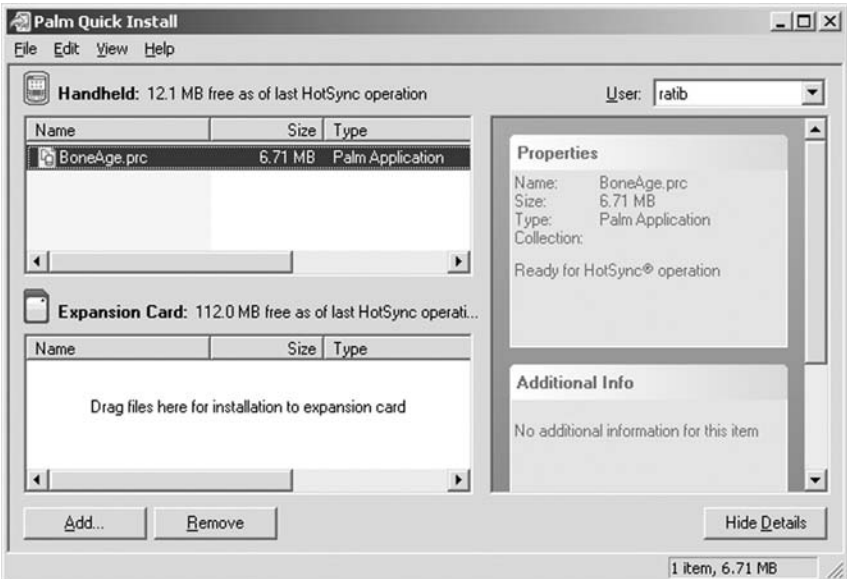 Palm Quick Install
File Edit View Help
Handheld: 12.1 MB free as of last HotSync operation
User: ratib
Name Size Type
BoneAge.prc 6.71 MB Palm Application
Properties
Name: BoneAge.prc
Size: 6.71 MB
Type: Palm Application
Collection:
Ready for HotSync® operation
Expansion Card: 112.0 MB free as of last HotSync operati...
Name Size Type
Drag files here for installation to expansion card
Additional Info
No additional information for this item
Add... Remove Hide Details
1 item, 6.71 MB